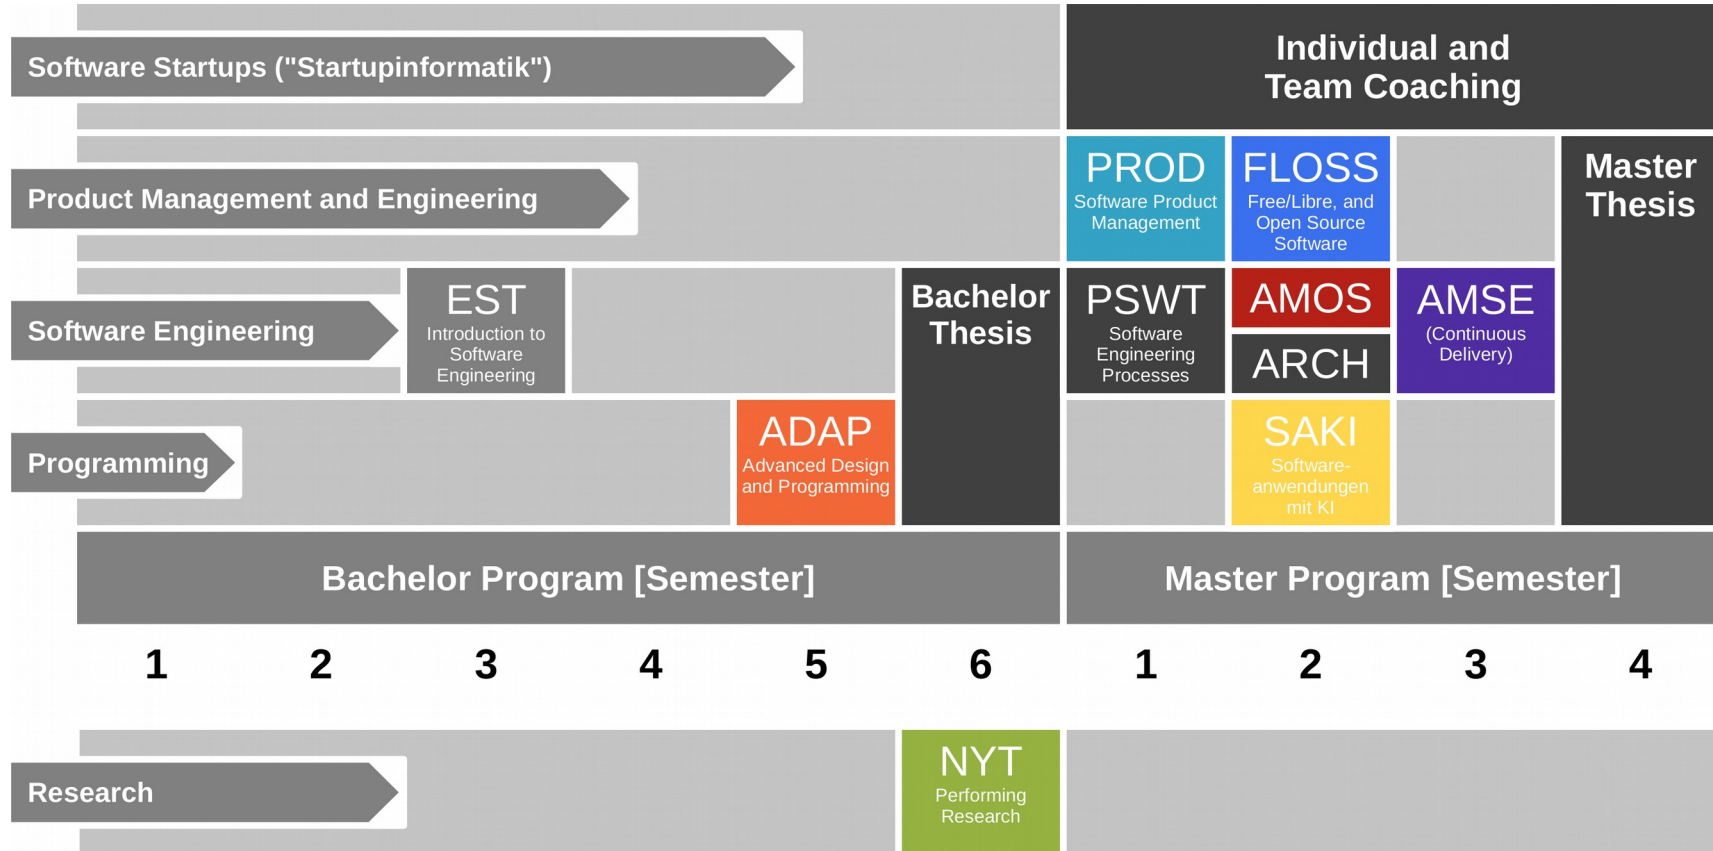 Software Startups ("Startupinformatik")
Individual and
Team Coaching
Product Management and Engineering
PROD
Software Product
Management
FLOSS
Free/Libre, and
Open Source
Software
Master
Thesis
Software Engineering
EST
Introduction to
Software
Engineering
Bachelor
Thesis
PSWT
Software
Engineering
Processes
AMOS
ARCH
AMSE
(Continuous
Delivery)
Programming
ADAP
Advanced Design
and Programming
SAKI
Software-
anwendungen
mit KI
Bachelor Program [Semester]
Master Program [Semester]
1 2 3 4 5 6 1 2 3 4
Research
NYT
Performing
Research